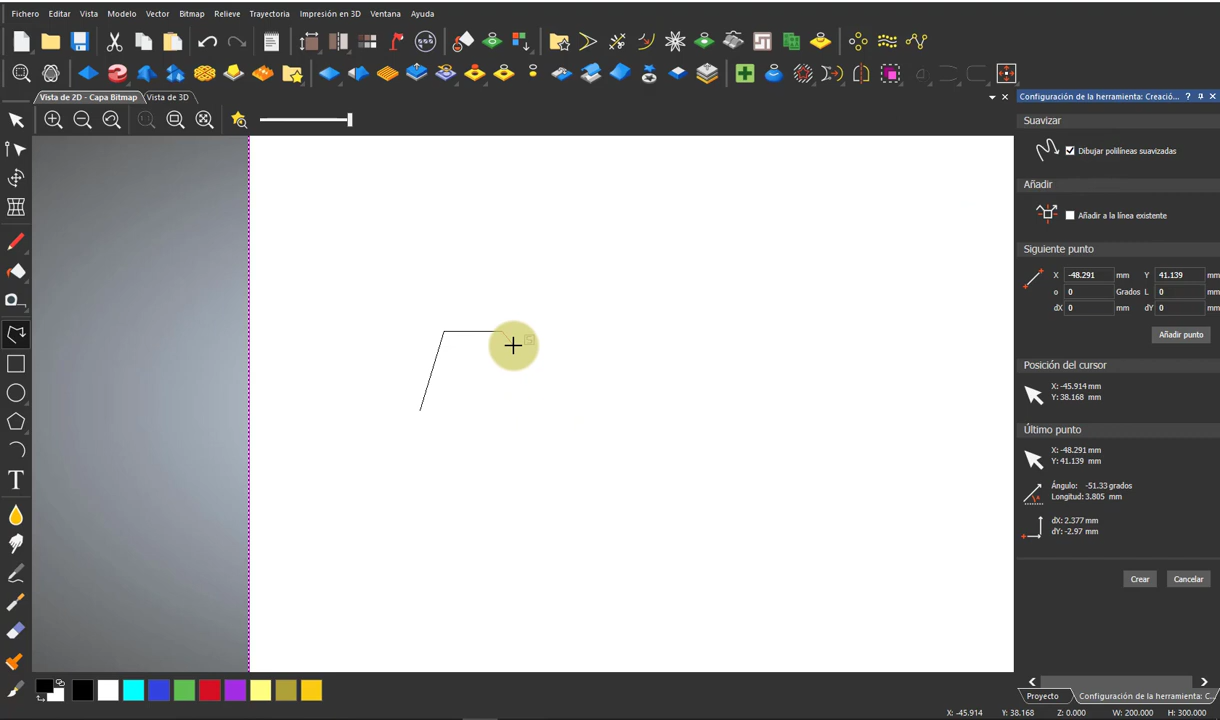 Fichero Editar Vista Modelo Vector Bitmap Relieve Trayectoria Impresión en 3D Ventana Ayuda
Vista de 2D - Capa Bitmap Vista de 3D
Configuración de la herramienta: Creació...
Suavizar
Dibujar polilíneas suavizadas
Añadir
Añadir a la línea existente
Siguiente punto
X -48.291 mm Y 41.139 mm
o 0 Grados L 0 mm
dX 0 mm dY 0 mm
Añadir punto
Posición del cursor
X: -45.914 mm
Y: 38.168 mm
Último punto
X: -48.291 mm
Y: 41.139 mm
Ángulo: -51.33 grados
Longitud: 3.805 mm
dX: 2.377 mm
dY: -2.97 mm
Crear Cancelar
T
Proyecto Configuración de la herramienta: C...
X: -45.914 Y: 38.168 Z: 0.000 W: 200.000 H: 300.000